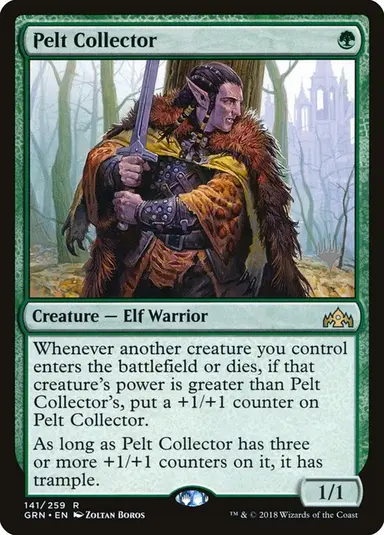 Pelt Collector
Creature — Elf Warrior
Whenever another creature you control
enters the battlefield or dies, if that
creature's power is greater than Pelt
Collector's, put a +1/+1 counter on
Pelt Collector.
As long as Pelt Collector has three
or more +1/+1 counters on it, it has
trample.
1/1
141/259 R
GRN • EN Zoltan Boros
™ & © 2018 Wizards of the Coast